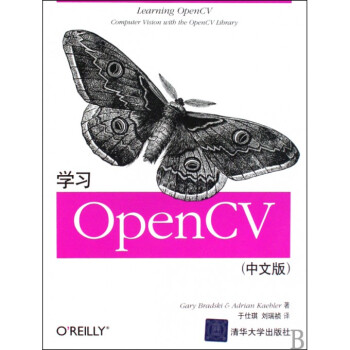 Learning OpenCV
Computer Vision with the OpenCV Library
学习
OpenCV
(中文版)
Gary Bradski & Adrian Kaehler 著
于仕琪 刘瑞祯 译
O'REILLY®
清华大学出版社
B